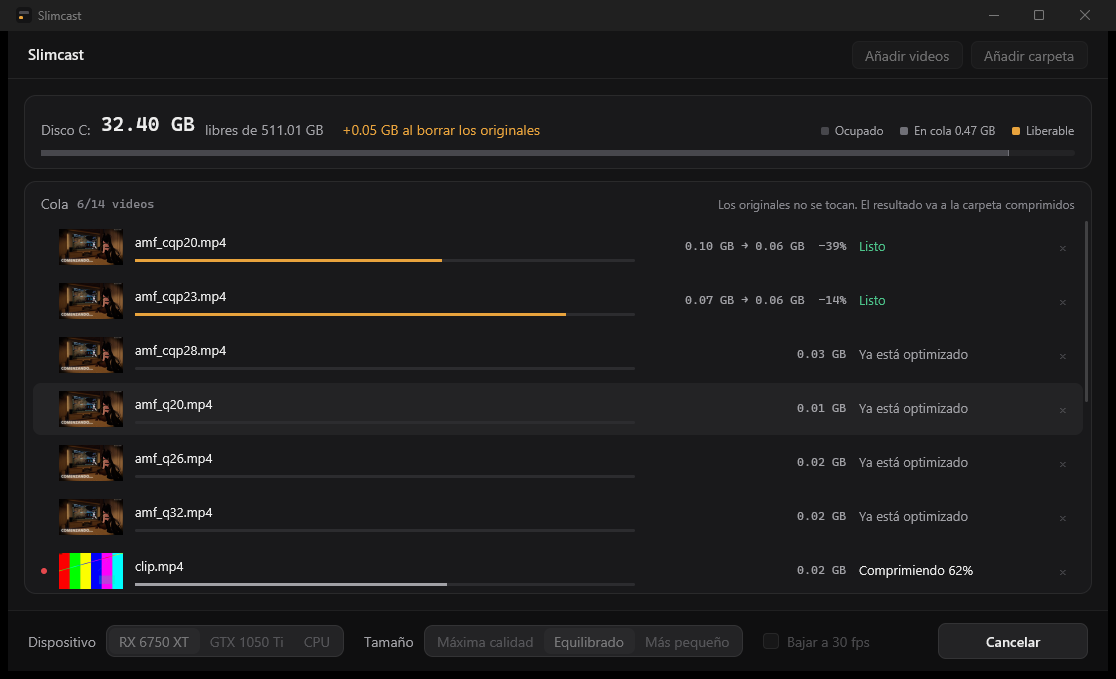 Slimcast
Slimcast
Añadir videos
Añadir carpeta
Disco C: 32.40 GB libres de 511.01 GB +0.05 GB al borrar los originales
Ocupado
En cola 0.47 GB
Liberable
Cola 6/14 videos
Los originales no se tocan. El resultado va a la carpeta comprimidos
amf_cqp20.mp4
0.10 GB → 0.06 GB −39% Listo ×
amf_cqp23.mp4
0.07 GB → 0.06 GB −14% Listo ×
amf_cqp28.mp4
0.03 GB Ya está optimizado ×
amf_q20.mp4
0.01 GB Ya está optimizado ×
amf_q26.mp4
0.02 GB Ya está optimizado ×
amf_q32.mp4
0.02 GB Ya está optimizado ×
clip.mp4
0.02 GB Comprimiendo 62% ×
Dispositivo RX 6750 XT GTX 1050 Ti CPU
Tamaño Máxima calidad Equilibrado Más pequeño
Bajar a 30 fps
Cancelar